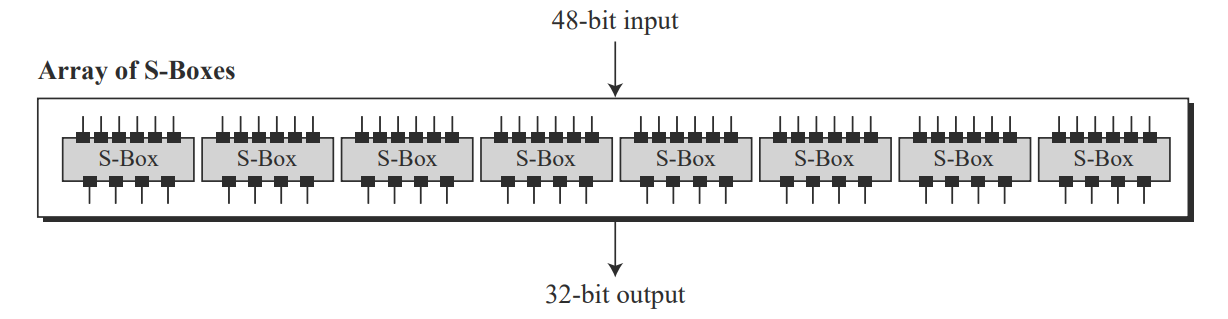 48-bit input
Array of S-Boxes
S-Box S-Box S-Box S-Box S-Box S-Box S-Box S-Box
32-bit output